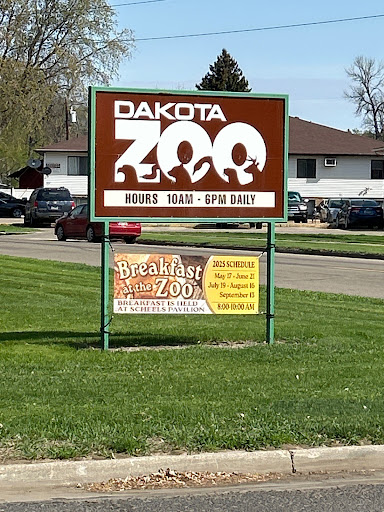 DAKOTA
ZOO
HOURS 10AM - 6PM DAILY
Breakfast
at the Zoo
BREAKFAST IS HELD
AT SCHEELS PAVILION
2025 SCHEDULE
May 17 - June 21
July 19 - August 16
September 13
8:00-10:00 AM